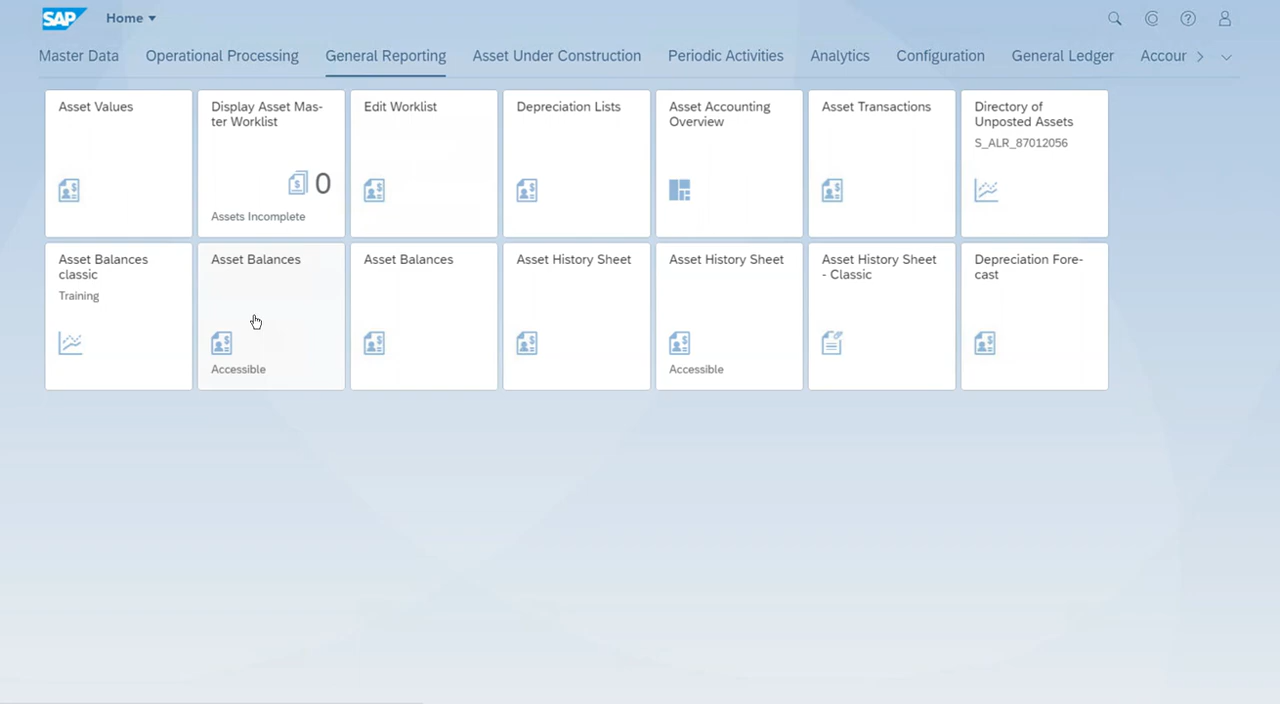 SAP Home
Master Data Operational Processing General Reporting Asset Under Construction Periodic Activities Analytics Configuration General Ledger Accour
Asset Values
Display Asset Mas-
ter Worklist
0
Assets Incomplete
Edit Worklist
Depreciation Lists
Asset Accounting
Overview
Asset Transactions
Directory of
Unposted Assets
S_ALR_87012056
Asset Balances
classic
Training
Asset Balances
Accessible
Asset Balances
Asset History Sheet
Asset History Sheet
Accessible
Asset History Sheet
- Classic
Depreciation Fore-
cast